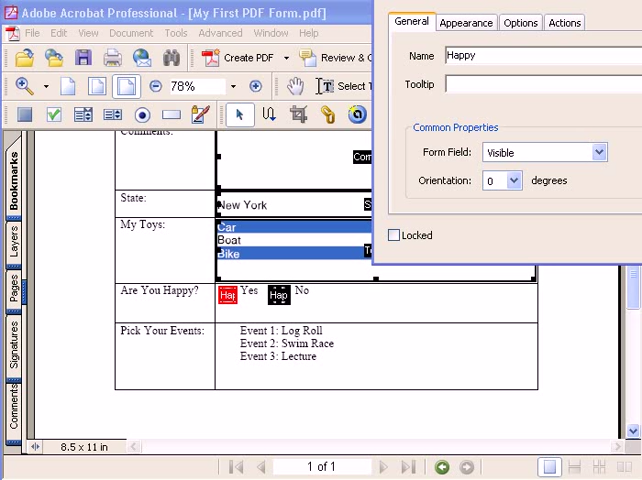 Adobe Acrobat Professional - [My First PDF Form.pdf]
File Edit View Document Tools Advanced Window
Create PDF Review & C
78% Select T
General Appearance Options Actions
Name Happy
Tooltip
Common Properties
Form Field: Visible
Orientation: 0 degrees
Locked
Bookmarks
Layers
Pages
Signatures
Comments
Comments:
Com
State: New York S
My Toys: Car
Boat
Bike T
Are You Happy? Hap Yes Hap No
Pick Your Events: Event 1: Log Roll
Event 2: Swim Race
Event 3: Lecture
8.5 x 11 in
1 of 1